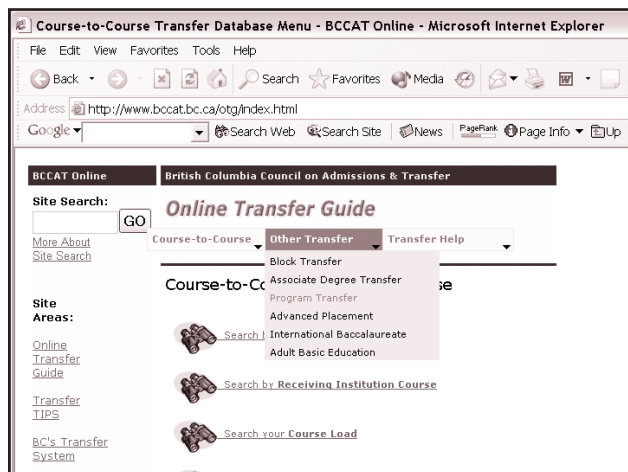 Course-to-Course Transfer Database Menu - BCCAT Online - Microsoft Internet Explorer
File Edit View Favorites Tools Help
Back Search Favorites Media
Address http://www.bccat.bc.ca/otg/index.html
Google Search Web Search Site News PageRank Page Info Up
BCCAT Online
British Columbia Council on Admissions & Transfer
Site Search:
GO
More About
Site Search
Site
Areas:
Online
Transfer
Guide
Transfer
TIPS
BC's Transfer
System
Online Transfer Guide
Course-to-Course Other Transfer Transfer Help
Block Transfer
Associate Degree Transfer
Program Transfer
Advanced Placement
International Baccalaureate
Adult Basic Education
Course-to-Co
Search
Search by Receiving Institution Course
Search your Course Load